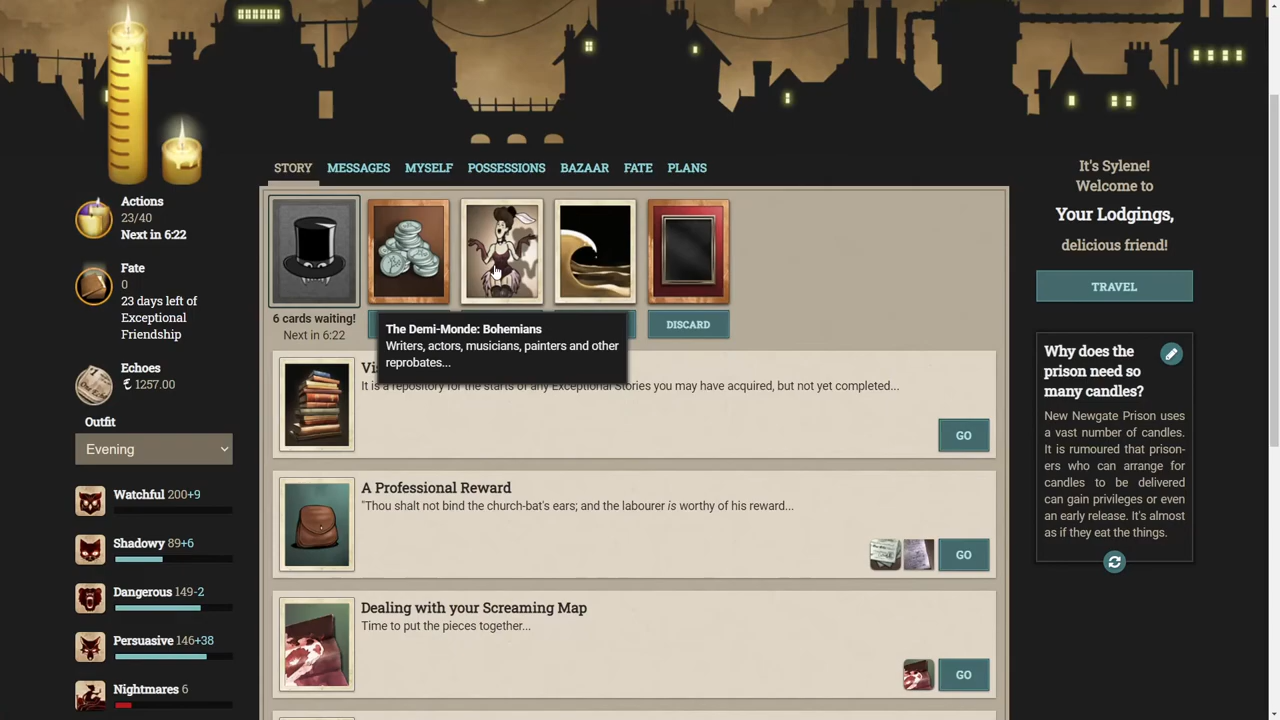 STORY
MESSAGES
MYSELF
POSSESSIONS
BAZAAR
FATE
PLANS
Actions
23/40
Next in 6:22
Fate
0
23 days left of
Exceptional
Friendship
Echoes
1257.00
Outfit
Evening
Watchful 200+9
Shadowy 89+6
Dangerous 149-2
Persuasive 146+38
Nightmares 6
6 cards waiting!
Next in 6:22
DISCARD
The Demi-Monde: Bohemians
Writers, actors, musicians, painters and other
reprobates...
It is a repository for the starts of any Exceptional Stories you may have acquired, but not yet completed...
GO
A Professional Reward
"Thou shalt not bind the church-bat's ears; and the labourer is worthy of his reward...
GO
Dealing with your Screaming Map
Time to put the pieces together...
GO
It's Sylene!
Welcome to
Your Lodgings,
delicious friend!
TRAVEL
Why does the
prison need so
many candles?
New Newgate Prison uses
a vast number of candles.
It is rumoured that prison-
ers who can arrange for
candles to be delivered
can gain privileges or even
an early release. It's almost
as if they eat the things.